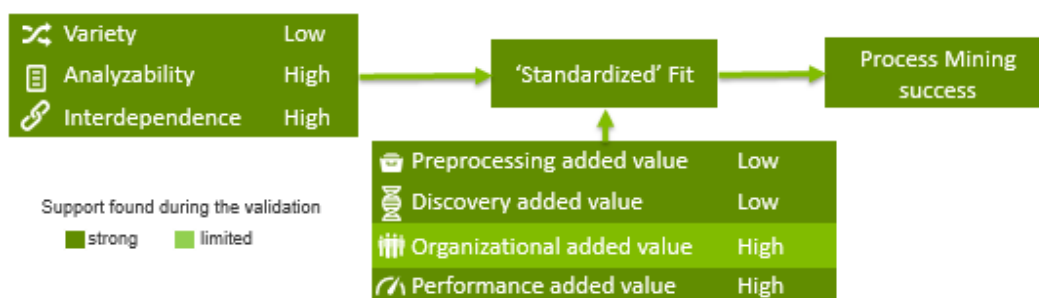 Variety Low
Analyzability High
Interdependence High
‘Standardized’ Fit
Process Mining
success
Preprocessing added value Low
Discovery added value Low
Organizational added value High
Performance added value High
Support found during the validation
strong limited